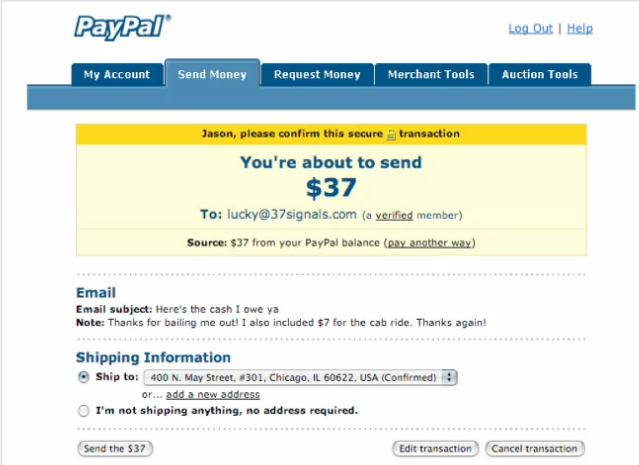 PayPal®
Log Out | Help
My Account Send Money Request Money Merchant Tools Auction Tools
Jason, please confirm this secure transaction
You're about to send
$37
To: lucky@37signals.com (a verified member)
Source: $37 from your PayPal balance (pay another way)
Email
Email subject: Here's the cash I owe ya
Note: Thanks for bailing me out! I also included $7 for the cab ride. Thanks again!
Shipping Information
Ship to: 400 N. May Street, #301, Chicago, IL 60622, USA (Confirmed)
or... add a new address
I'm not shipping anything, no address required.
Send the $37 Edit transaction Cancel transaction